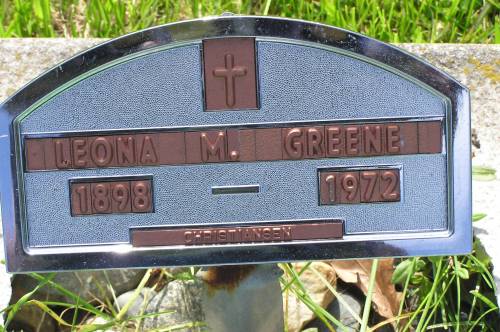 LEONA M. GREENE
1898 — 1972
CHRISTIANSEN